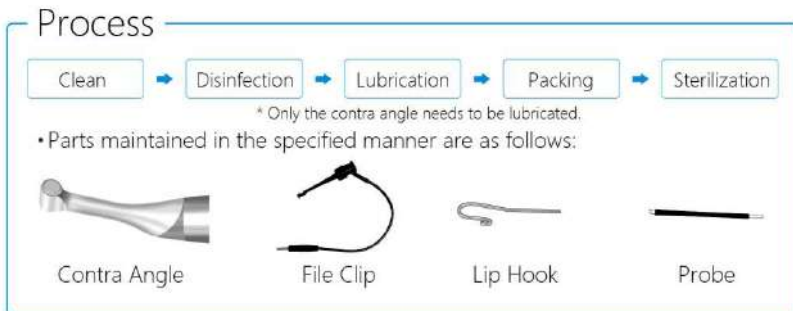 Process
Clean → Disinfection → Lubrication → Packing → Sterilization
* Only the contra angle needs to be lubricated.
• Parts maintained in the specified manner are as follows:
Contra Angle File Clip Lip Hook Probe